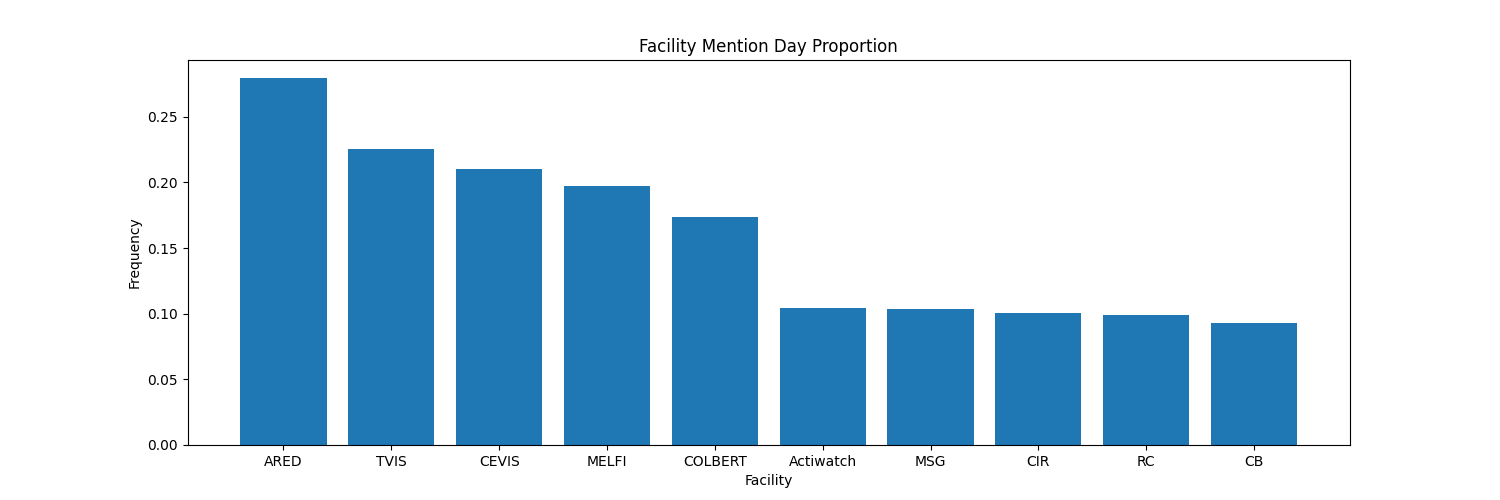 Facility Mention Day Proportion
Frequency
0.25
0.20
0.15
0.10
0.05
0.00
ARED TVIS CEVIS MELFI COLBERT Actiwatch MSG CIR RC CB
Facility